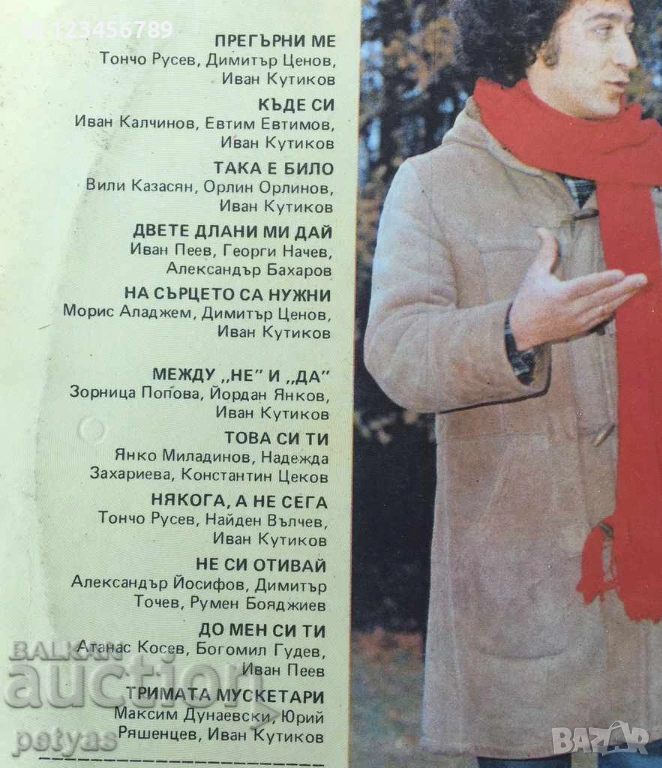 123456789
ПРЕГЪРНИ МЕ
Тончо Русев, Димитър Ценов,
Иван Кутиков
КЪДЕ СИ
Иван Калчинов, Евтим Евтимов,
Иван Кутиков
ТАКА Е БИЛО
Вили Казасян, Орлин Орлинов,
Иван Кутиков
ДВЕТЕ ДЛАНИ МИ ДАЙ
Иван Пеев, Георги Начев,
Александър Бахаров
НА СЪРЦЕТО СА НУЖНИ
Морис Аладжем, Димитър Ценов,
Иван Кутиков
МЕЖДУ „НЕ” И „ДА”
Зорница Попова, Йордан Янков,
Иван Кутиков
ТОВА СИ ТИ
Янко Миладинов, Надежда
Захариева, Константин Цеков
НЯКОГА, А НЕ СЕГА
Тончо Русев, Найден Вълчев,
Иван Кутиков
НЕ СИ ОТИВАЙ
Александър Йосифов, Димитър
Точев, Румен Бояджиев
ДО МЕН СИ ТИ
Атанас Косев, Богомил Гудев,
Иван Пеев
ТРИМАТА МУСКЕТАРИ
Максим Дунаевски, Юрий
Ряшенцев, Иван Кутиков
BALKAN
auction
petyas
BAZAR